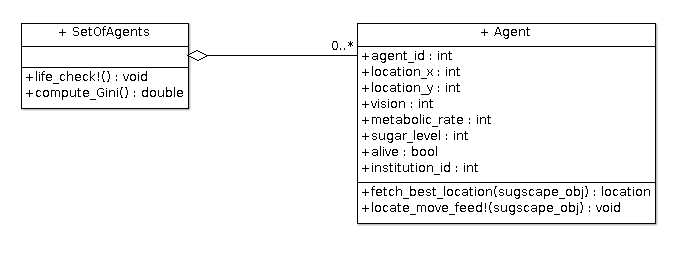 + SetOfAgents
+life_check!() : void
+compute_Gini() : double
0..*
+ Agent
+agent_id : int
+location_x : int
+location_y : int
+vision : int
+metabolic_rate : int
+sugar_level : int
+alive : bool
+institution_id : int
+fetch_best_location(sugscape_obj) : location
+locate_move_feed!(sugscape_obj) : void